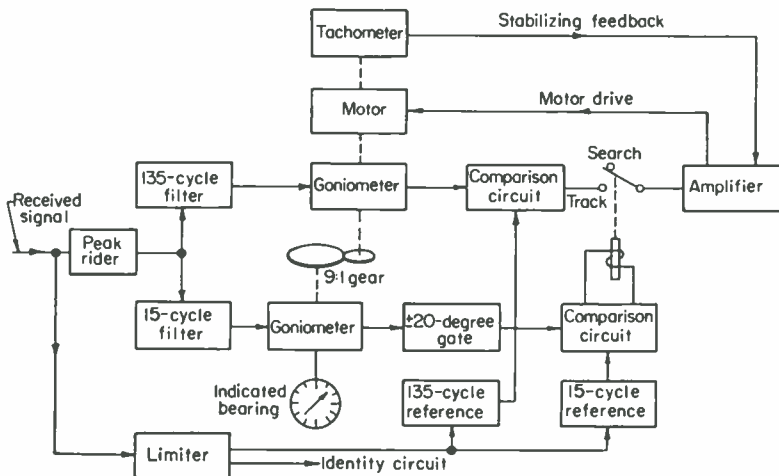 Tachometer
Stabilizing feedback
Motor
Motor drive
135-cycle
filter
Goniometer
Comparison
circuit
Search
Track
Amplifier
Received
signal
Peak
rider
9:1 gear
15-cycle
filter
Goniometer
±20-degree
gate
Comparison
circuit
Indicated
bearing
135-cycle
reference
15-cycle
reference
Limiter
Identity circuit